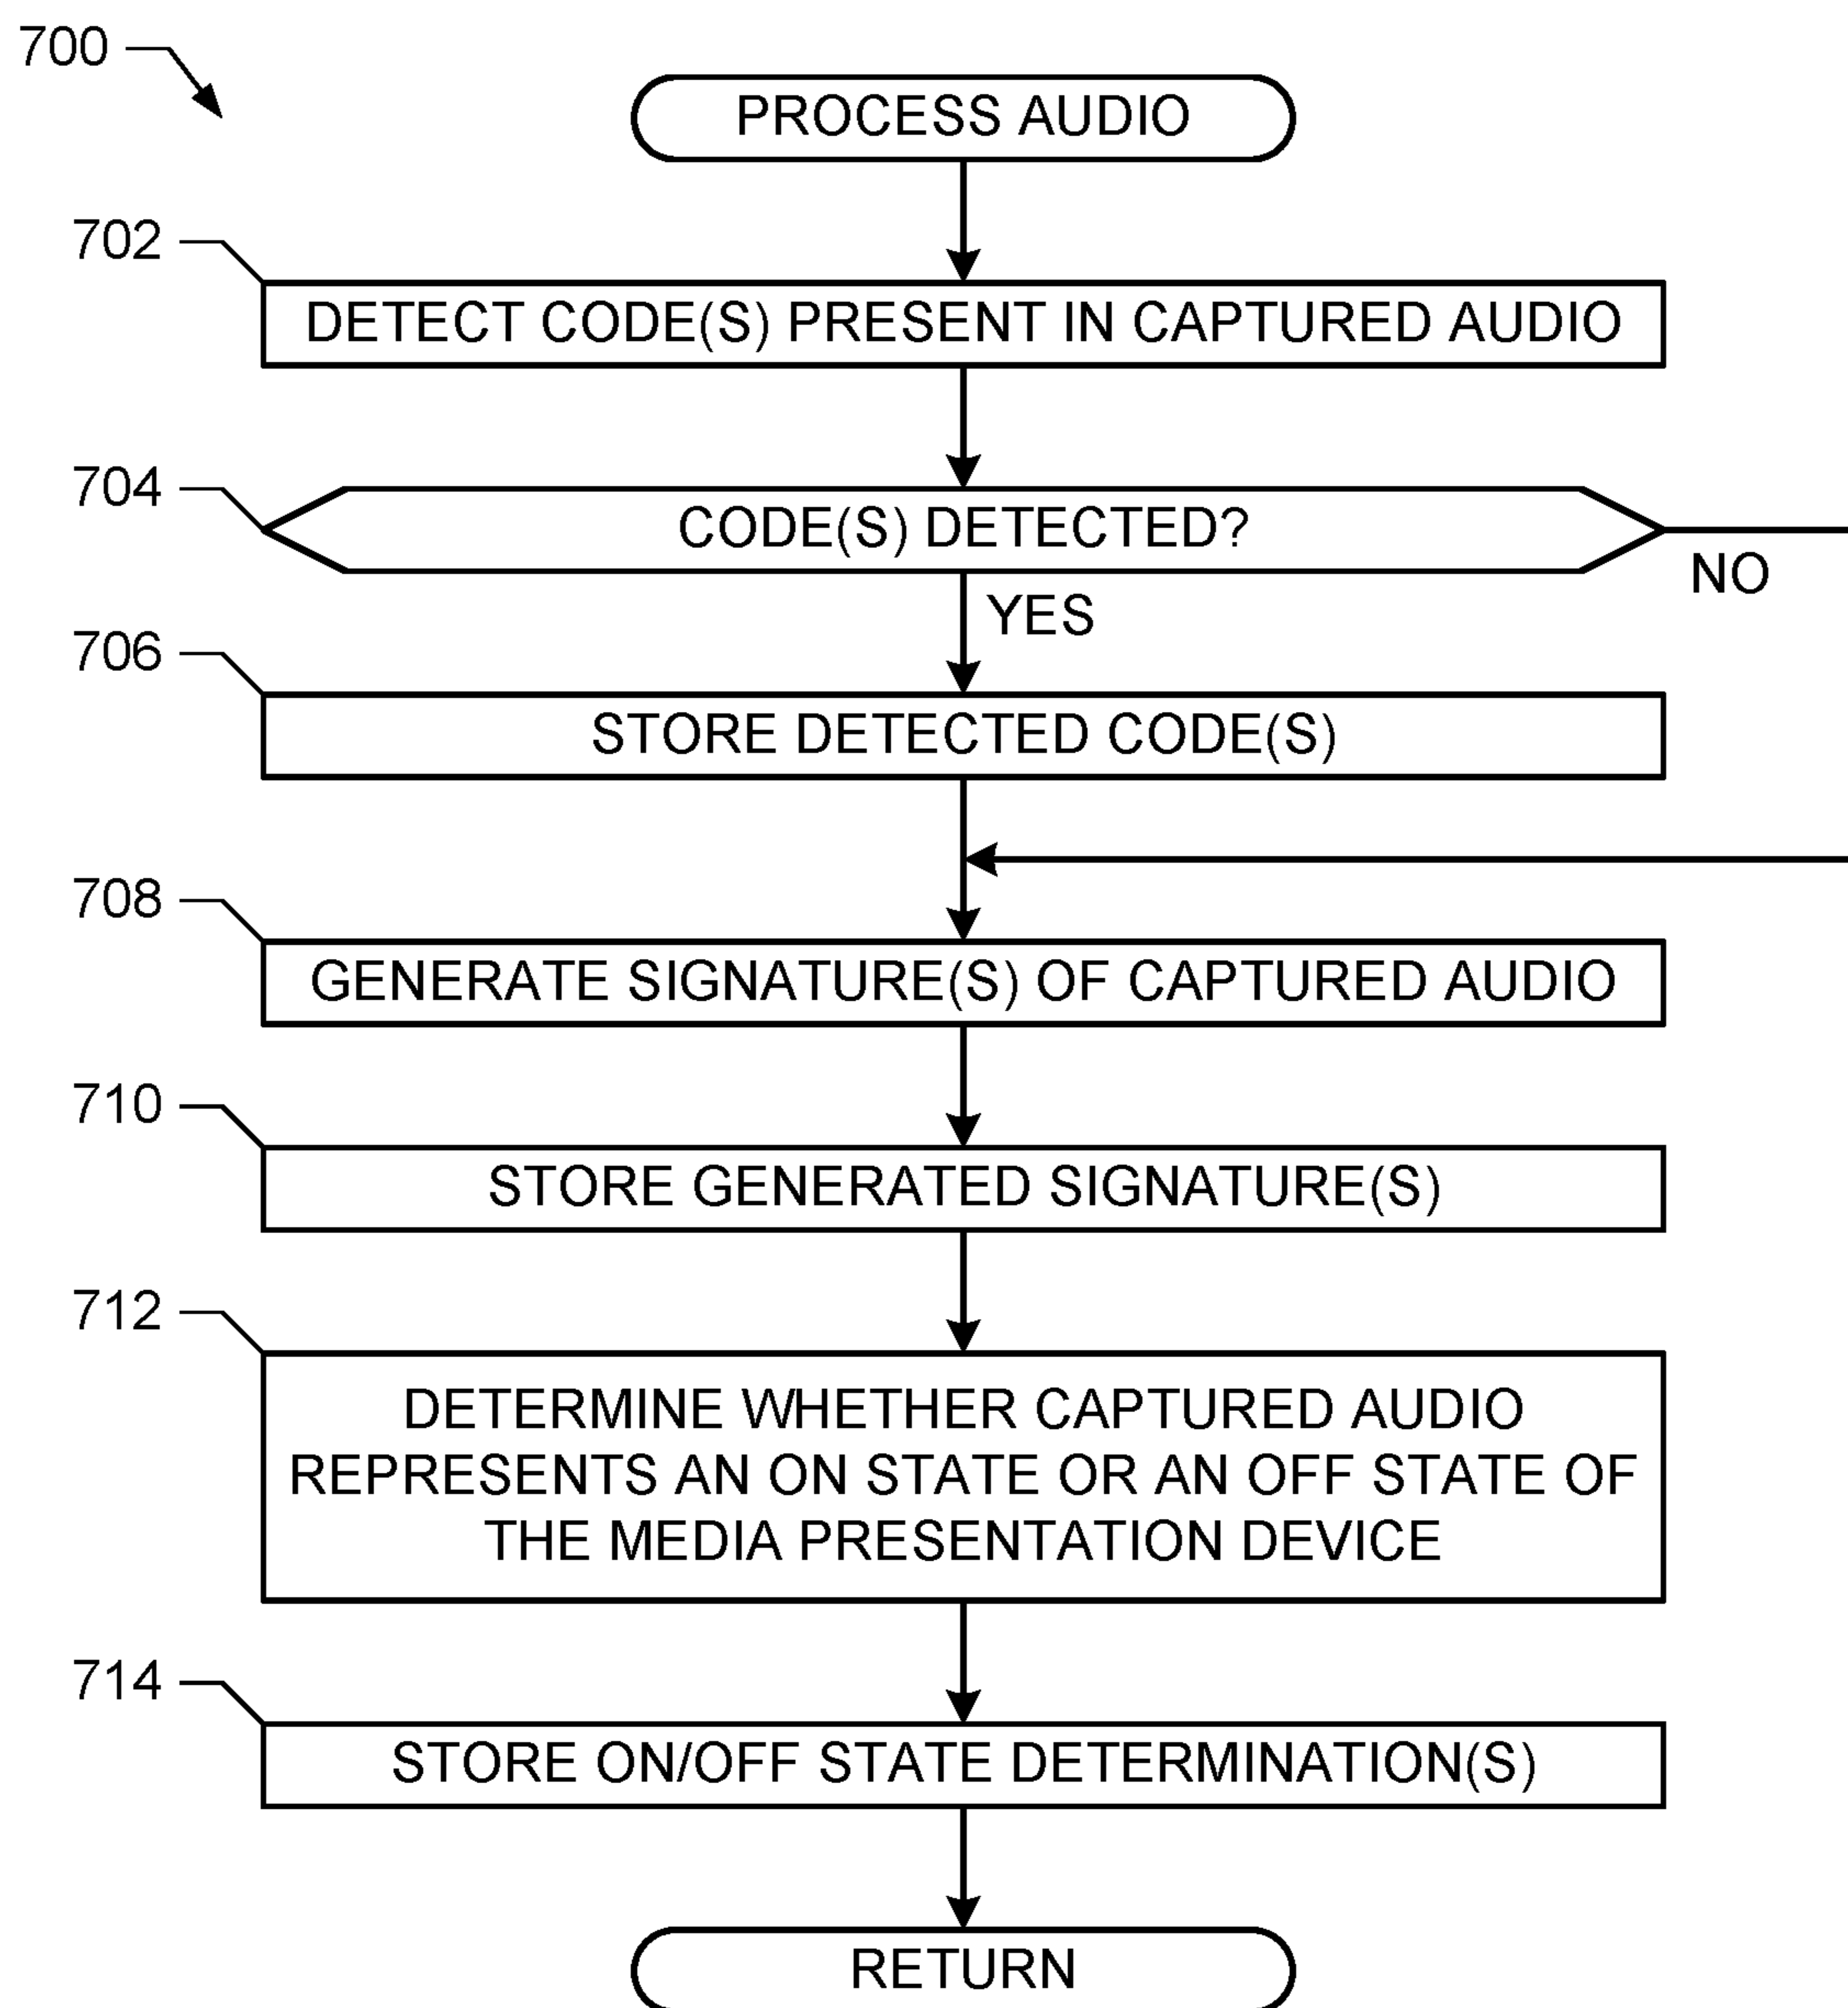 700
PROCESS AUDIO
702
DETECT CODE(S) PRESENT IN CAPTURED AUDIO
704
CODE(S) DETECTED?
NO
YES
706
STORE DETECTED CODE(S)
708
GENERATE SIGNATURE(S) OF CAPTURED AUDIO
710
STORE GENERATED SIGNATURE(S)
712
DETERMINE WHETHER CAPTURED AUDIO
REPRESENTS AN ON STATE OR AN OFF STATE OF
THE MEDIA PRESENTATION DEVICE
714
STORE ON/OFF STATE DETERMINATION(S)
RETURN